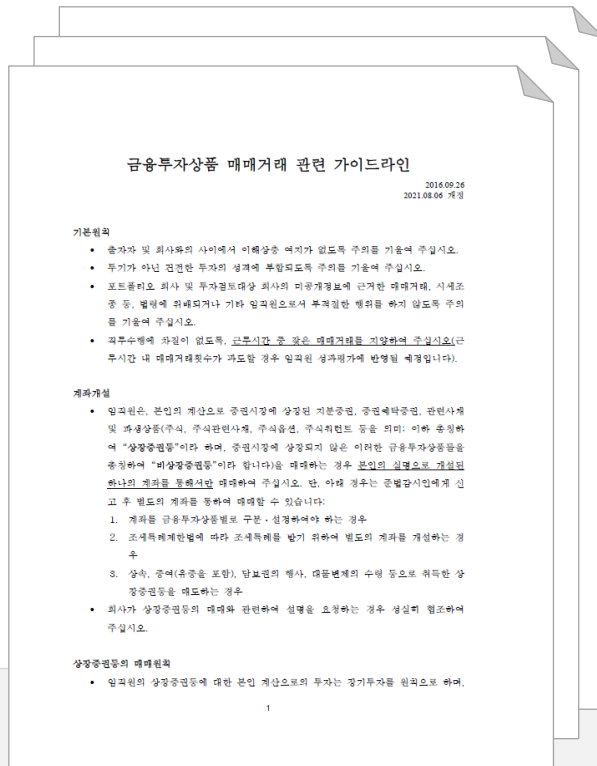 금융투자상품 매매거래 관련 가이드라인
2016.09.26
2021.08.06 개정
기본원칙
• 출자자 및 회사와의 사이에서 이해상충 여지가 없도록 주의를 기울여 주십시오.
• 투기가 아닌 건전한 투자의 성격에 부합되도록 주의를 기울여 주십시오.
• 포트폴리오 회사 및 투자검토대상 회사의 미공개정보에 근거한 매매거래, 시세조
종 등, 법령에 위배되거나 기타 임직원으로서 부적절한 행위를 하지 않도록 주의
를 기울여 주십시오.
• 직무수행에 차질이 없도록, 근무시간 중 잦은 매매거래를 지양하여 주십시오(근
무시간 내 매매거래횟수가 과도할 경우 임직원 성과평가에 반영될 예정입니다).
계좌개설
• 임직원은, 본인의 계산으로 증권시장에 상장된 지분증권, 증권예탁증권, 관련사채
및 파생상품(주식, 주식관련사채, 주식옵션, 주식워런트 등을 의미; 이하 총칭하
여 “상장증권등”이라 하며, 증권시장에 상장되지 않은 이러한 금융투자상품들을
총칭하여 “비상장증권등”이라 합니다)을 매매하는 경우 본인의 실명으로 개설된
하나의 계좌를 통해서만 매매하여 주십시오. 단, 아래 경우는 준법감시인에게 신
고 후 별도의 계좌를 통하여 매매할 수 있습니다:
1. 계좌를 금융투자상품별로 구분·설정하여야 하는 경우
2. 조세특례제한법에 따라 조세특례를 받기 위하여 별도의 계좌를 개설하는 경
우
3. 상속, 증여(유증을 포함), 담보권의 행사, 대물변제의 수령 등으로 취득한 상
장증권등을 매도하는 경우
• 회사가 상장증권등의 매매와 관련하여 설명을 요청하는 경우 성실히 협조하여
주십시오.
상장증권등의 매매원칙
• 임직원의 상장증권등에 대한 본인 계산으로의 투자는 장기투자를 원칙으로 하며,
1